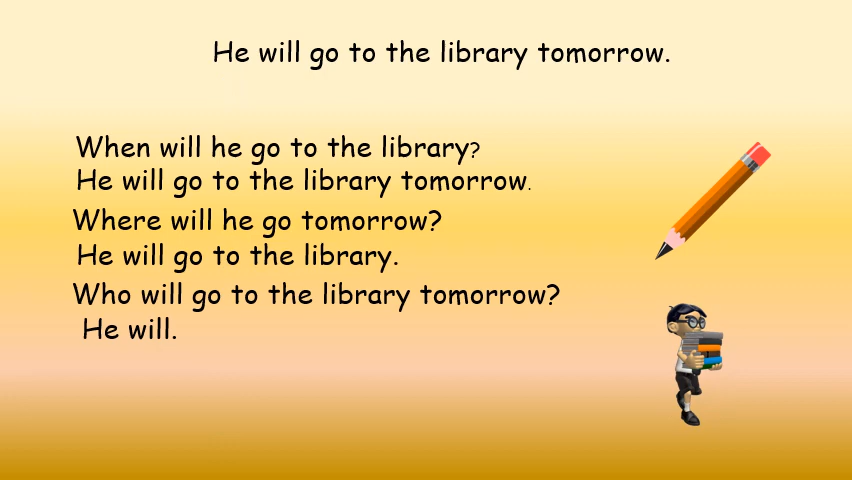 He will go to the library tomorrow.
When will he go to the library?
He will go to the library tomorrow.
Where will he go tomorrow?
He will go to the library.
Who will go to the library tomorrow?
He will.